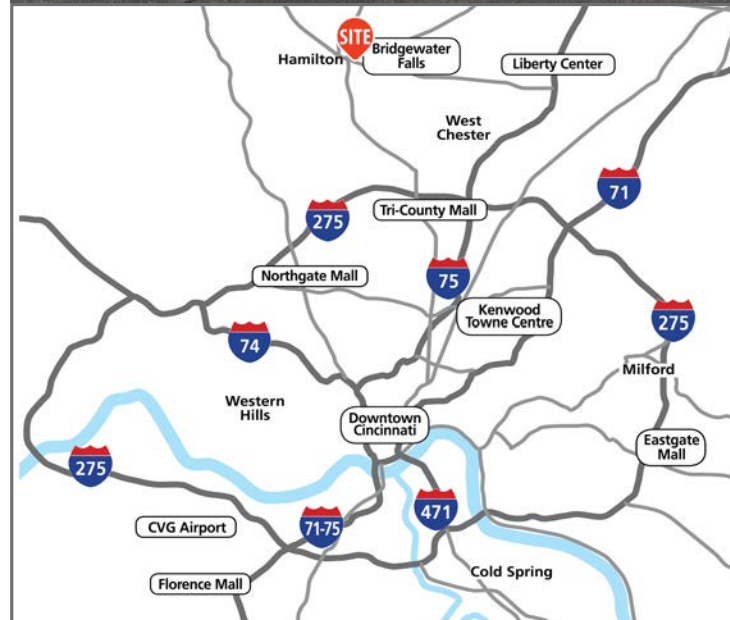 SITE
Bridgewater
Falls
Hamilton
Liberty Center
West
Chester
71
Tri-County Mall
275
Northgate Mall
75
Kenwood
Towne Centre
275
74
Milford
Western
Hills
Downtown
Cincinnati
Eastgate
Mall
275
471
CVG Airport
71-75
Cold Spring
Florence Mall